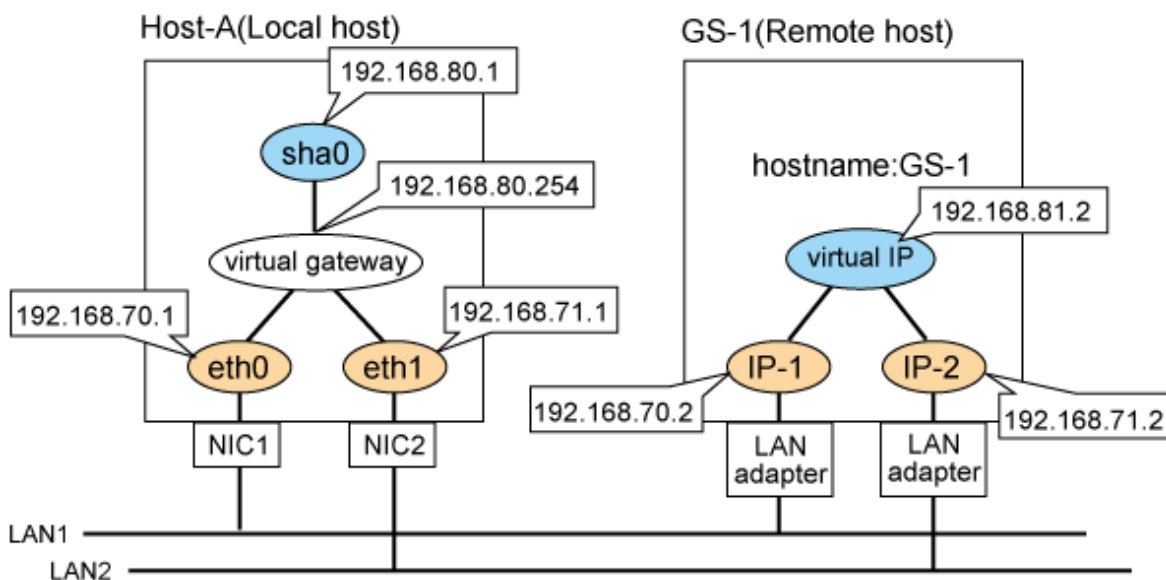 Host-A(Local host)
GS-1(Remote host)
192.168.80.1
sha0
192.168.80.254
hostname:GS-1
192.168.81.2
virtual gateway
virtual IP
192.168.70.1
192.168.71.1
eth0
eth1
IP-1
IP-2
192.168.70.2
192.168.71.2
NIC1
NIC2
LAN
adapter
LAN
adapter
LAN1
LAN2